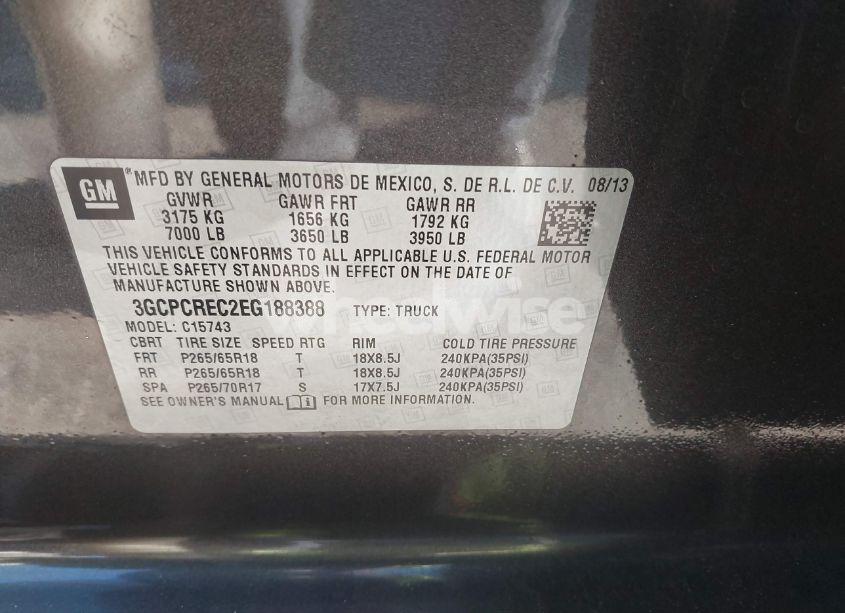 GM
MFD BY GENERAL MOTORS DE MEXICO, S. DE R.L. DE C.V. 08/13
GVWR GAWR FRT GAWR RR
3175 KG 1656 KG 1792 KG
7000 LB 3650 LB 3950 LB
THIS VEHICLE CONFORMS TO ALL APPLICABLE U.S. FEDERAL MOTOR
VEHICLE SAFETY STANDARDS IN EFFECT ON THE DATE OF
MANUFACTURE SHOWN ABOVE.
3GCPCREC2EG188388 TYPE: TRUCK
wheelwise
MODEL: C15743
CBRT TIRE SIZE SPEED RTG RIM COLD TIRE PRESSURE
FRT P265/65R18 T 18X8.5J 240KPA(35PSI)
RR P265/65R18 T 18X8.5J 240KPA(35PSI)
SPA P265/70R17 S 17X7.5J 240KPA(35PSI)
SEE OWNER'S MANUAL FOR MORE INFORMATION.